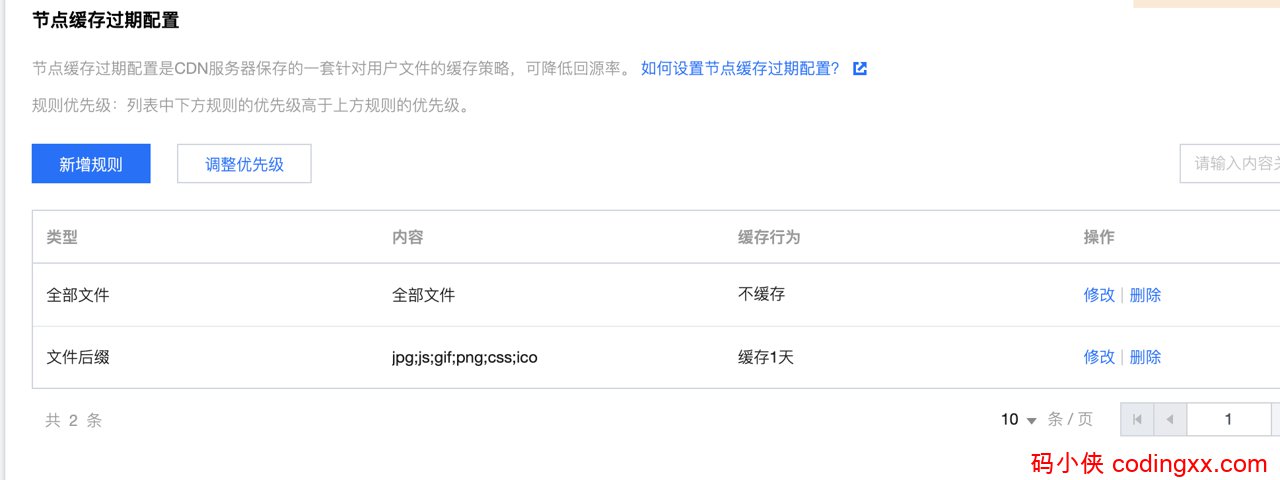 节点缓存过期配置
节点缓存过期配置是CDN服务器保存的一套针对用户文件的缓存策略，可降低回源率。 如何设置节点缓存过期配置？
规则优先级：列表中下方规则的优先级高于上方规则的优先级。
新增规则 调整优先级 请输入内容关
类型 内容 缓存行为 操作
全部文件 全部文件 不缓存 修改 | 删除
文件后缀 jpg;js;gif;png;css;ico 缓存1天 修改 | 删除
共 2 条 10 条 / 页 1
码小侠 codingxx.com